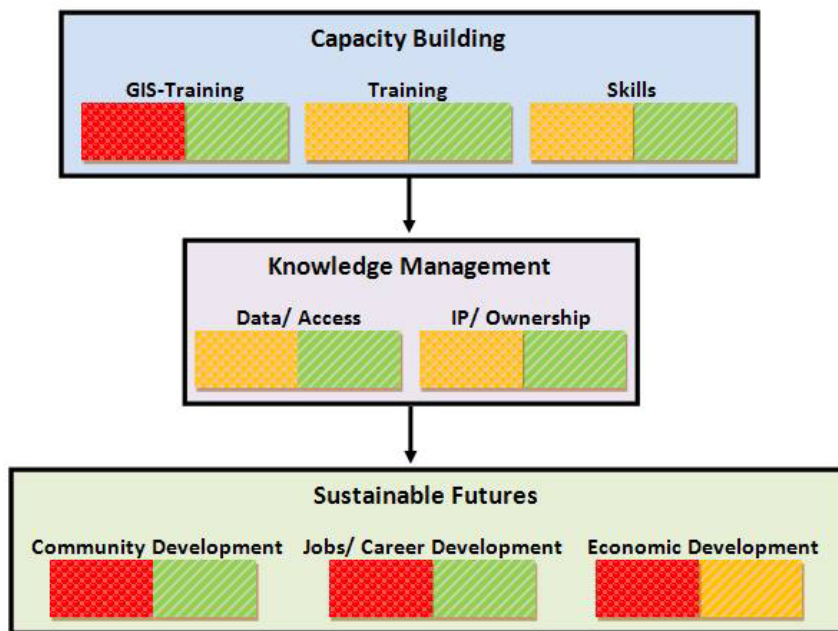 Capacity Building
GIS-Training Training Skills
Knowledge Management
Data/ Access IP/ Ownership
Sustainable Futures
Community Development Jobs/ Career Development Economic Development